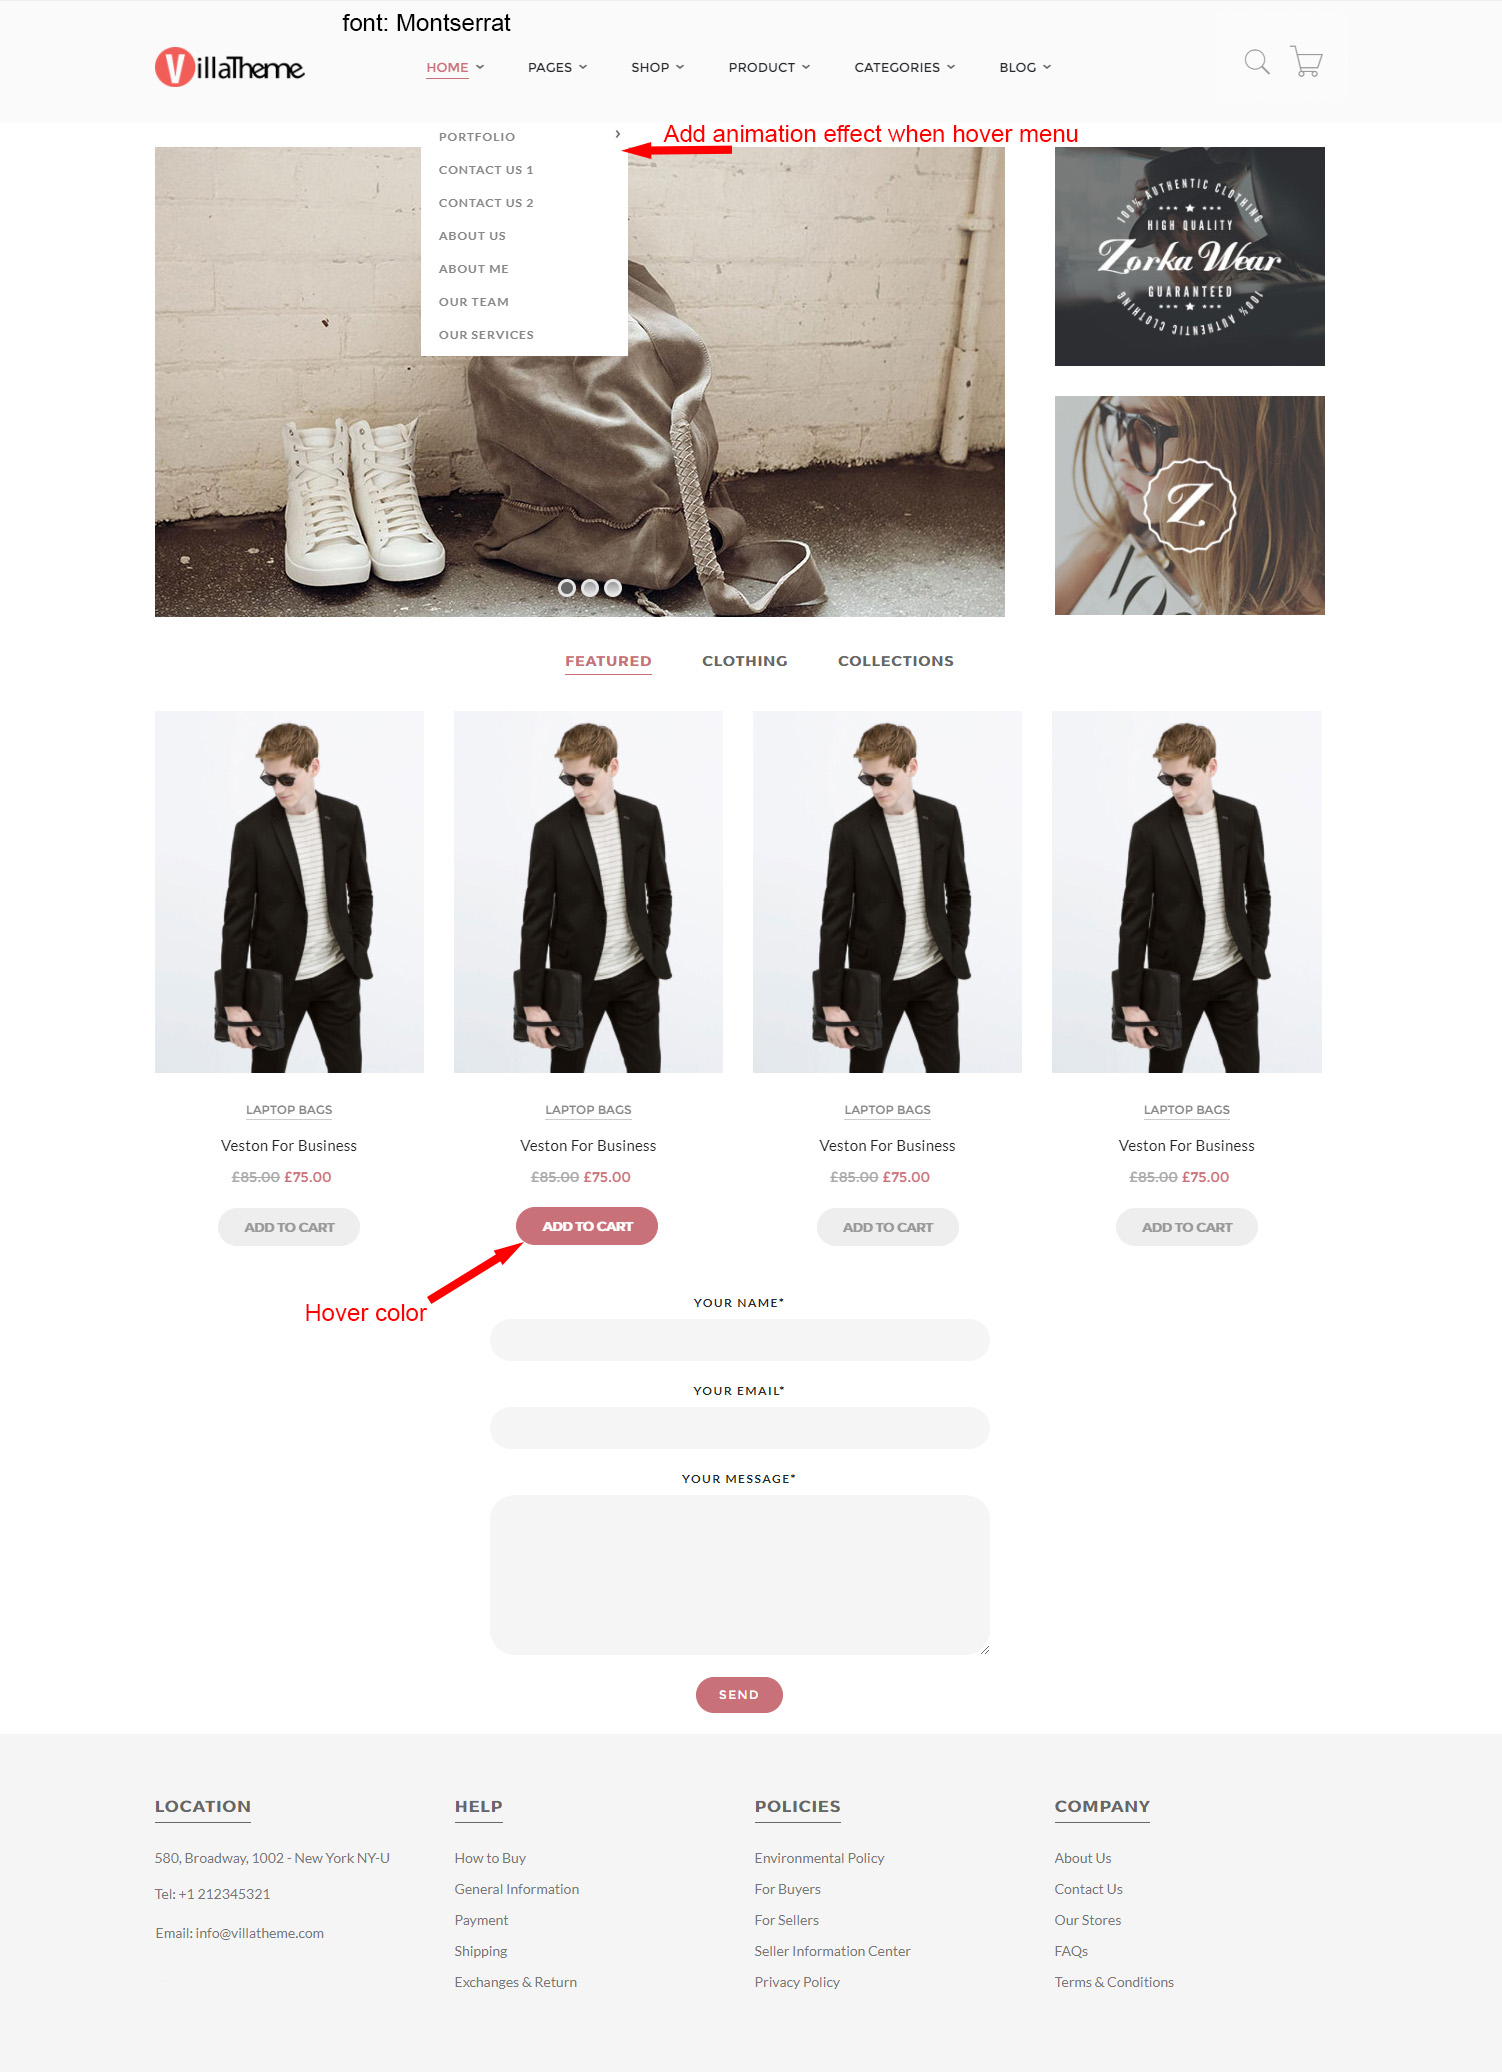 font: Montserrat
VillaTheme
HOME
PAGES
SHOP
PRODUCT
CATEGORIES
BLOG
Add animation effect when hover menu
PORTFOLIO
CONTACT US 1
CONTACT US 2
ABOUT US
ABOUT ME
OUR TEAM
OUR SERVICES
100% AUTHENTIC CLOTHING
HIGH QUALITY
Zorka Wear
GUARANTEED
100% AUTHENTIC CLOTHING
Z
FEATURED
CLOTHING
COLLECTIONS
LAPTOP BAGS
Veston For Business
£85.00 £75.00
ADD TO CART
LAPTOP BAGS
Veston For Business
£85.00 £75.00
ADD TO CART
LAPTOP BAGS
Veston For Business
£85.00 £75.00
ADD TO CART
LAPTOP BAGS
Veston For Business
£85.00 £75.00
ADD TO CART
Hover color
YOUR NAME*
YOUR EMAIL*
YOUR MESSAGE*
SEND
LOCATION
580, Broadway, 1002 - New York NY-U
Tel: +1 212345321
Email: info@villatheme.com
HELP
How to Buy
General Information
Payment
Shipping
Exchanges & Return
POLICIES
Environmental Policy
For Buyers
For Sellers
Seller Information Center
Privacy Policy
COMPANY
About Us
Contact Us
Our Stores
FAQs
Terms & Conditions